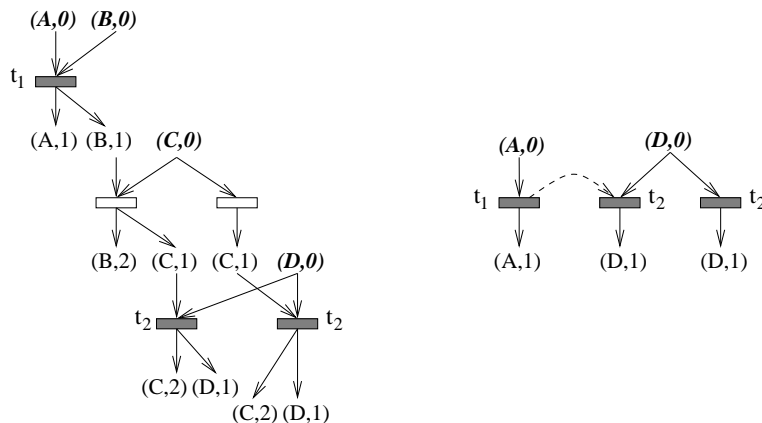 (A,0) (B,0)
t1
(A,1) (B,1) (C,0)
(B,2) (C,1) (C,1) (D,0)
t2 t2
(C,2) (D,1)
(C,2) (D,1)
(A,0) (D,0)
t1 t2 t2
(A,1) (D,1) (D,1)